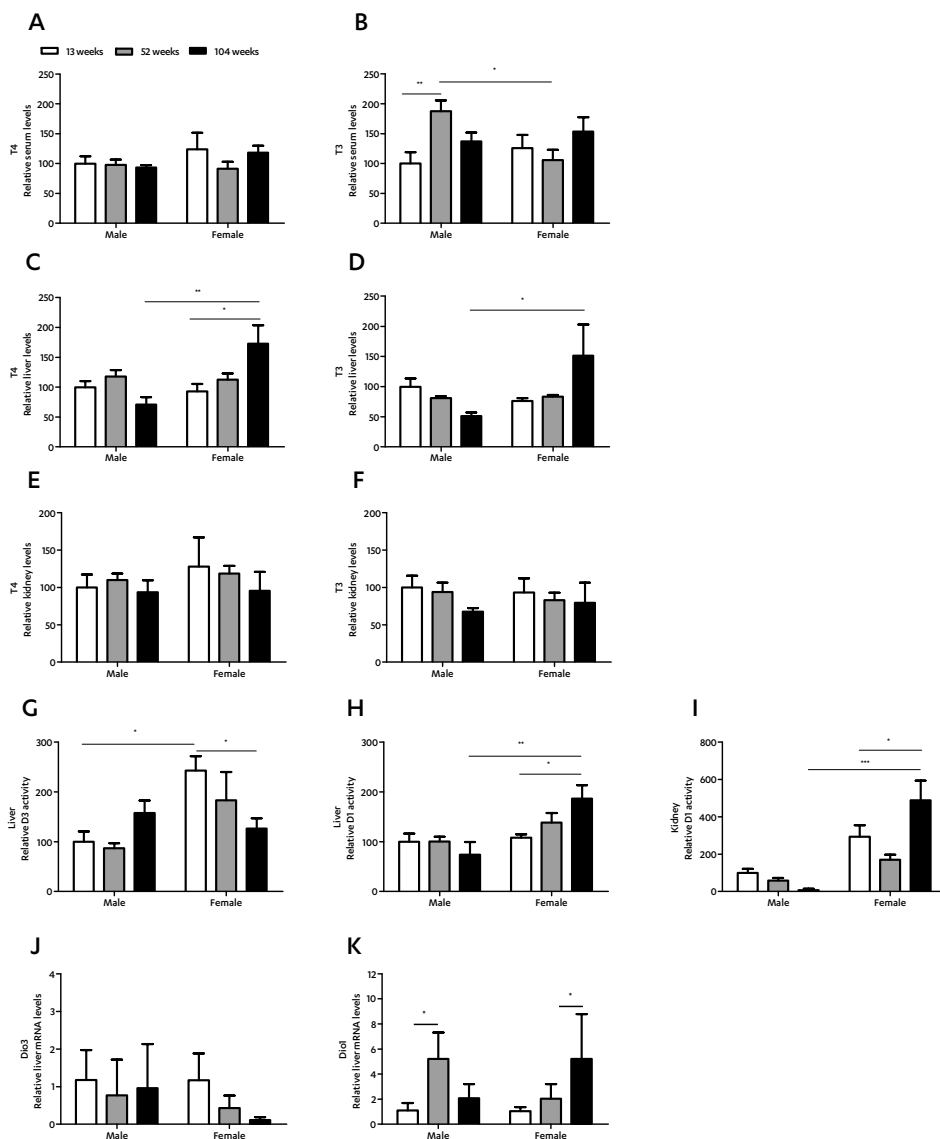 A
B
13 weeks 52 weeks 104 weeks
T4
Relative serum levels
250
200
150
100
50
0
Male Female
T3
Relative serum levels
250
200
150
100
50
0
**
*
Male Female
C
D
T4
Relative liver levels
300
250
200
150
100
50
0
**
*
Male Female
T3
Relative liver levels
300
250
200
150
100
50
0
*
Male Female
E
F
T4
Relative kidney levels
200
150
100
50
0
Male Female
T3
Relative kidney levels
200
150
100
50
0
Male Female
G
H
I
Liver
Relative D3 activity
300
200
100
0
*
*
Male Female
Liver
Relative D1 activity
300
200
100
0
**
*
Male Female
Kidney
Relative D1 activity
800
600
400
200
0
*
***
Male Female
J
K
Dio3
Relative liver mRNA levels
4
3
2
1
0
Male Female
Dio1
Relative liver mRNA levels
12
10
8
6
4
2
0
*
*
Male Female